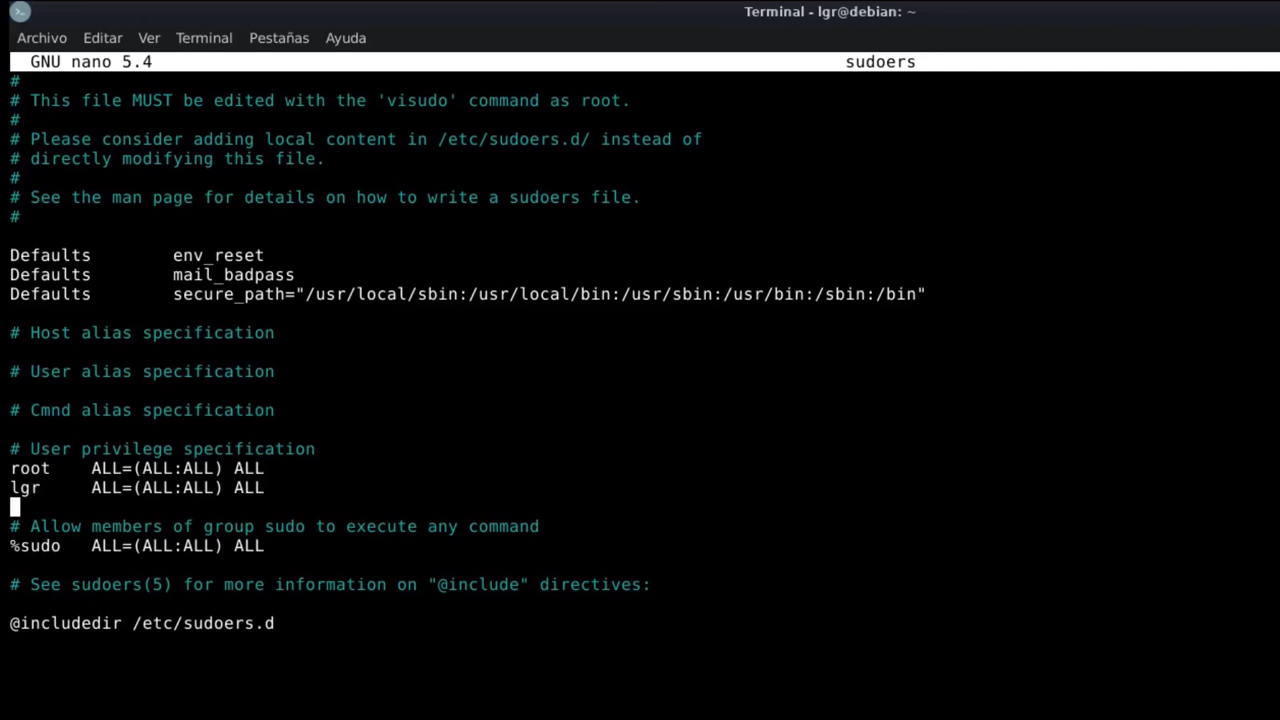 Terminal - lgr@debian: ~
Archivo Editar Ver Terminal Pestañas Ayuda
GNU nano 5.4 sudoers
#
# This file MUST be edited with the 'visudo' command as root.
#
# Please consider adding local content in /etc/sudoers.d/ instead of
# directly modifying this file.
#
# See the man page for details on how to write a sudoers file.
#
Defaults env_reset
Defaults mail_badpass
Defaults secure_path="/usr/local/sbin:/usr/local/bin:/usr/sbin:/usr/bin:/sbin:/bin"
# Host alias specification
# User alias specification
# Cmnd alias specification
# User privilege specification
root ALL=(ALL:ALL) ALL
lgr ALL=(ALL:ALL) ALL
# Allow members of group sudo to execute any command
%sudo ALL=(ALL:ALL) ALL
# See sudoers(5) for more information on "@include" directives:
@includedir /etc/sudoers.d